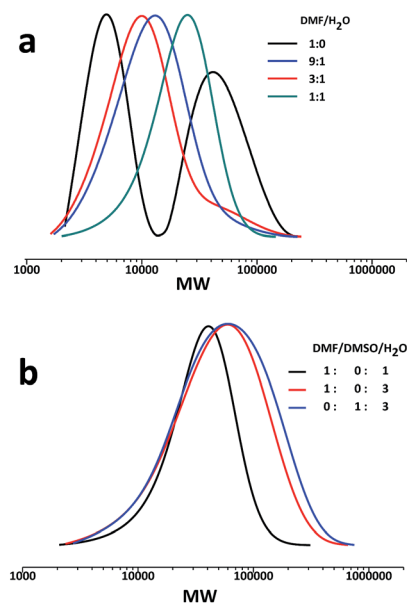 a
DMF/H₂O
1:0
9:1
3:1
1:1
1000 10000 100000 1000000
MW
b
DMF/DMSO/H₂O
1 : 0 : 1
1 : 0 : 3
0 : 1 : 3
1000 10000 100000 1000000
MW